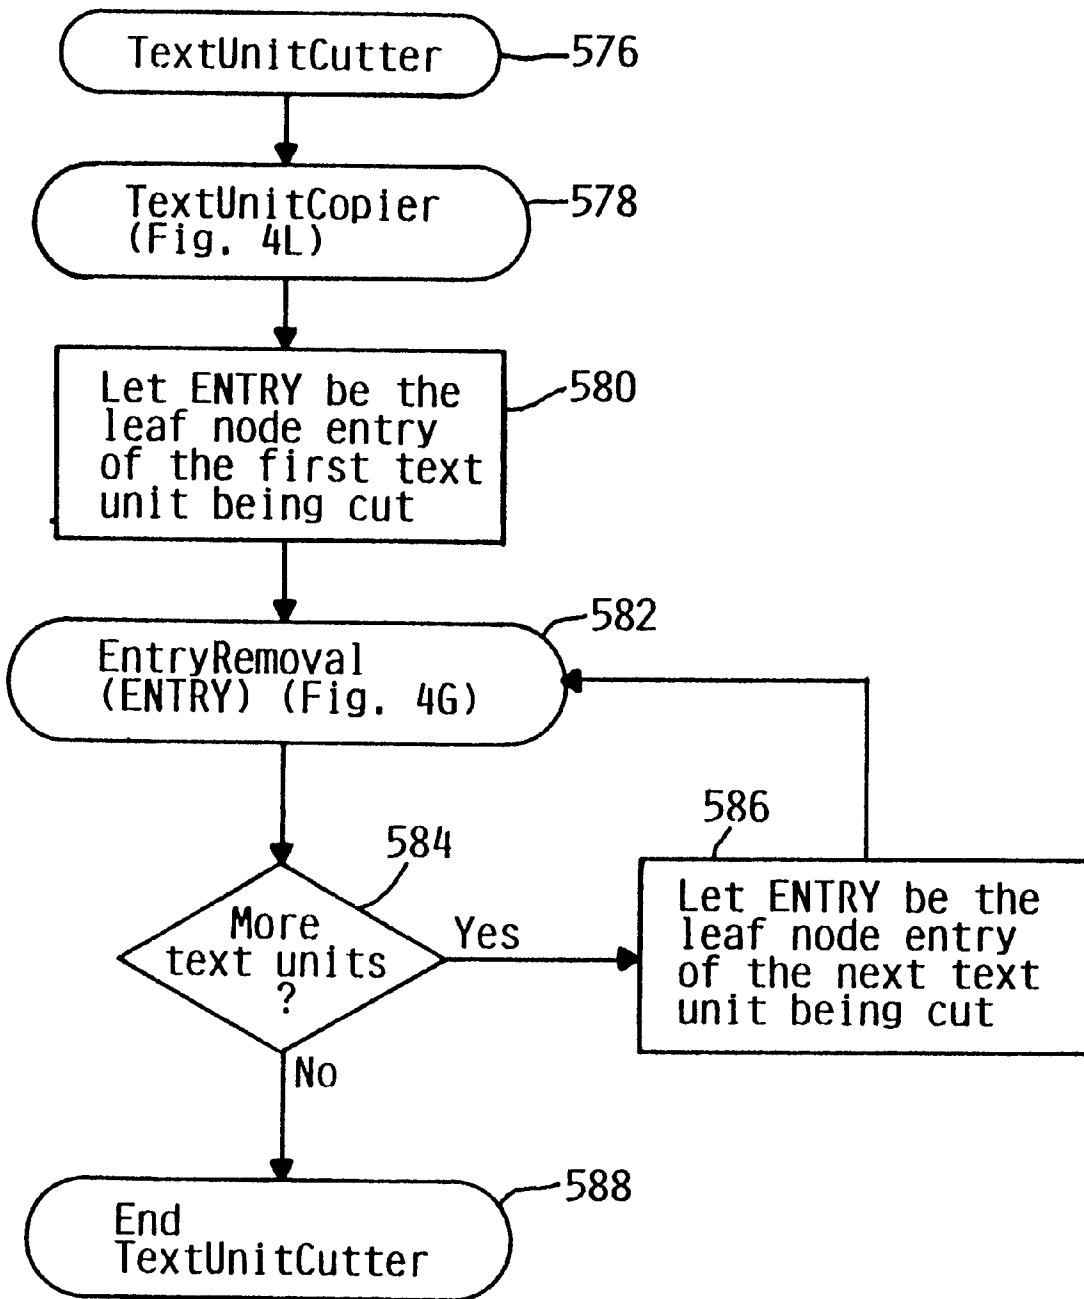 TextUnitCutter
576
TextUnitCopier
(Fig. 4L)
578
Let ENTRY be the
leaf node entry
of the first text
unit being cut
580
EntryRemoval
(ENTRY) (Fig. 4G)
582
584
More
text units
?
Yes
No
586
Let ENTRY be the
leaf node entry
of the next text
unit being cut
End
TextUnitCutter
588